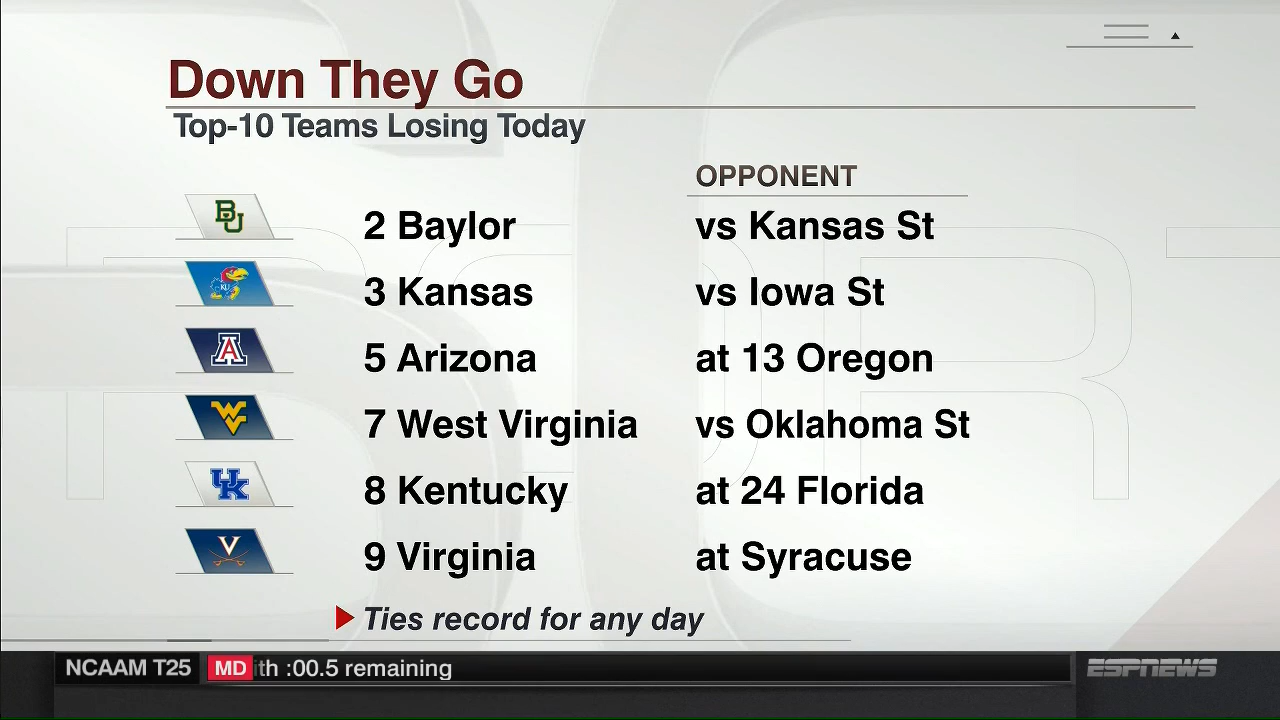 Down They Go
Top-10 Teams Losing Today
OPPONENT
2 Baylor vs Kansas St
3 Kansas vs Iowa St
5 Arizona at 13 Oregon
7 West Virginia vs Oklahoma St
8 Kentucky at 24 Florida
9 Virginia at Syracuse
Ties record for any day
NCAAM T25 MD ith :00.5 remaining ESPNEWS